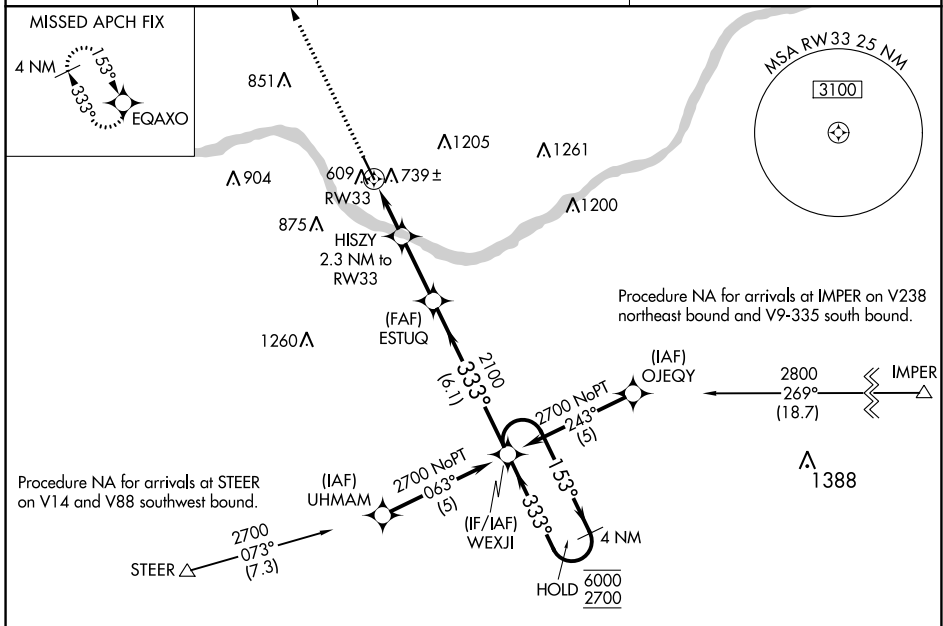 MISSED APCH FIX
4 NM
153°
333°
EQAXO
851
MSA RW33 25 NM
3100
1205
1261
904
609
739 ±
RW33
1200
875
HISZY
2.3 NM to
RW33
Procedure NA for arrivals at IMPER on V238
northeast bound and V9-335 south bound.
(FAF)
ESTUQ
1260
2100
333°
(6.1)
(IAF)
OJEQY
2800
269°
(18.7)
IMPER
2700 NoPT
243°
(5)
1388
Procedure NA for arrivals at STEER
on V14 and V88 southwest bound.
(IAF)
UHMAM
2700 NoPT
063°
(5)
(IF/IAF)
WEXJI
153°
333°
4 NM
HOLD
6000
2700
STEER
2700
073°
(7.3)